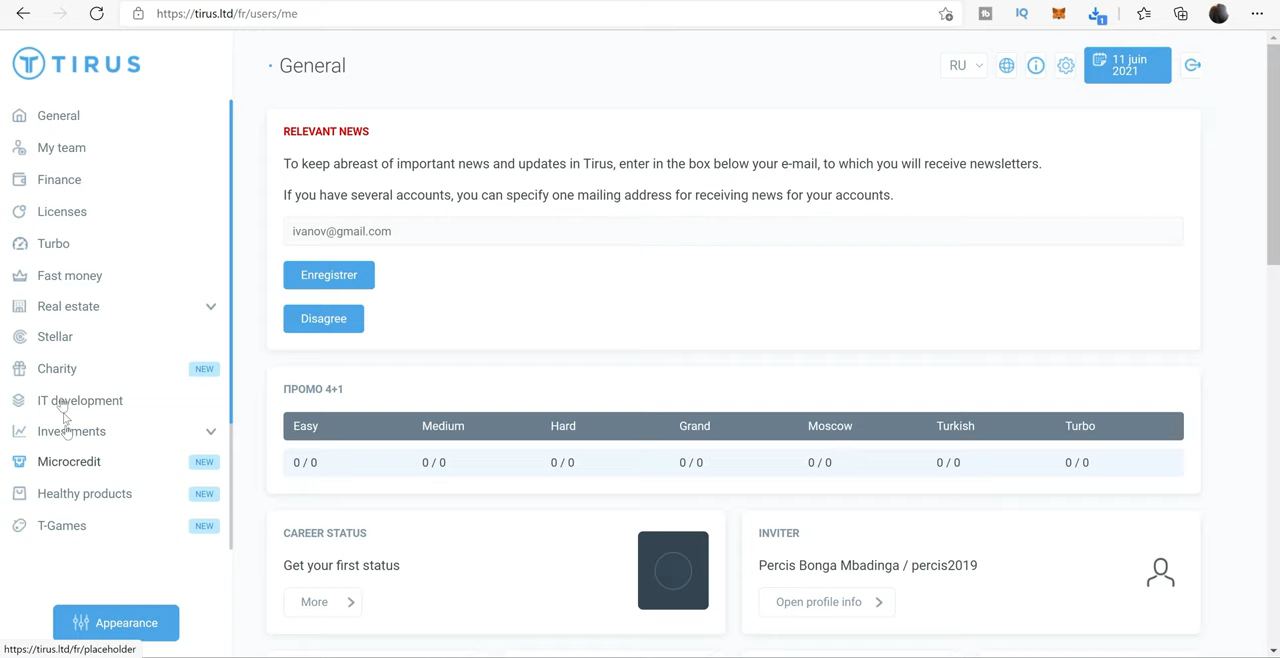 https://tirus.ltd/fr/users/me
IQ
1
TIRUS
General
RU
11 juin
2021
General
My team
Finance
Licenses
Turbo
Fast money
Real estate
Stellar
Charity NEW
IT development
Investments
Microcredit NEW
Healthy products NEW
T-Games NEW
Appearance
https://tirus.ltd/fr/placeholder
RELEVANT NEWS
To keep abreast of important news and updates in Tirus, enter in the box below your e-mail, to which you will receive newsletters.
If you have several accounts, you can specify one mailing address for receiving news for your accounts.
ivanov@gmail.com
Enregistrer
Disagree
ПРОМО 4+1
Easy Medium Hard Grand Moscow Turkish Turbo
0 / 0 0 / 0 0 / 0 0 / 0 0 / 0 0 / 0 0 / 0
CAREER STATUS
Get your first status
More
INVITER
Percis Bonga Mbadinga / percis2019
Open profile info